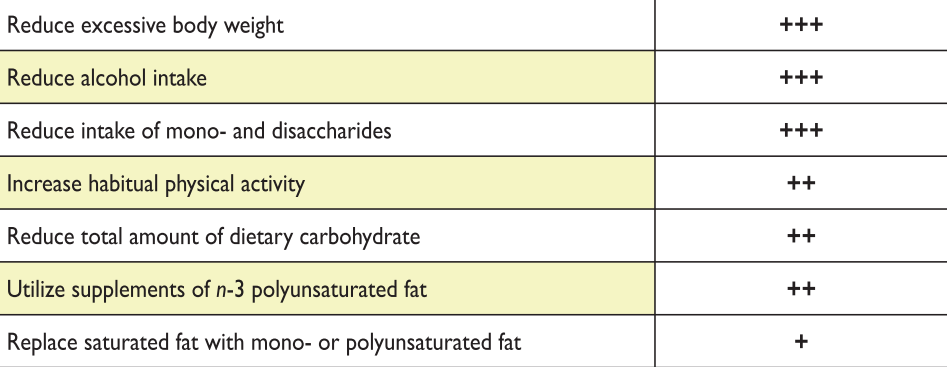 Reduce excessive body weight +++
Reduce alcohol intake +++
Reduce intake of mono- and disaccharides +++
Increase habitual physical activity ++
Reduce total amount of dietary carbohydrate ++
Utilize supplements of n-3 polyunsaturated fat ++
Replace saturated fat with mono- or polyunsaturated fat +